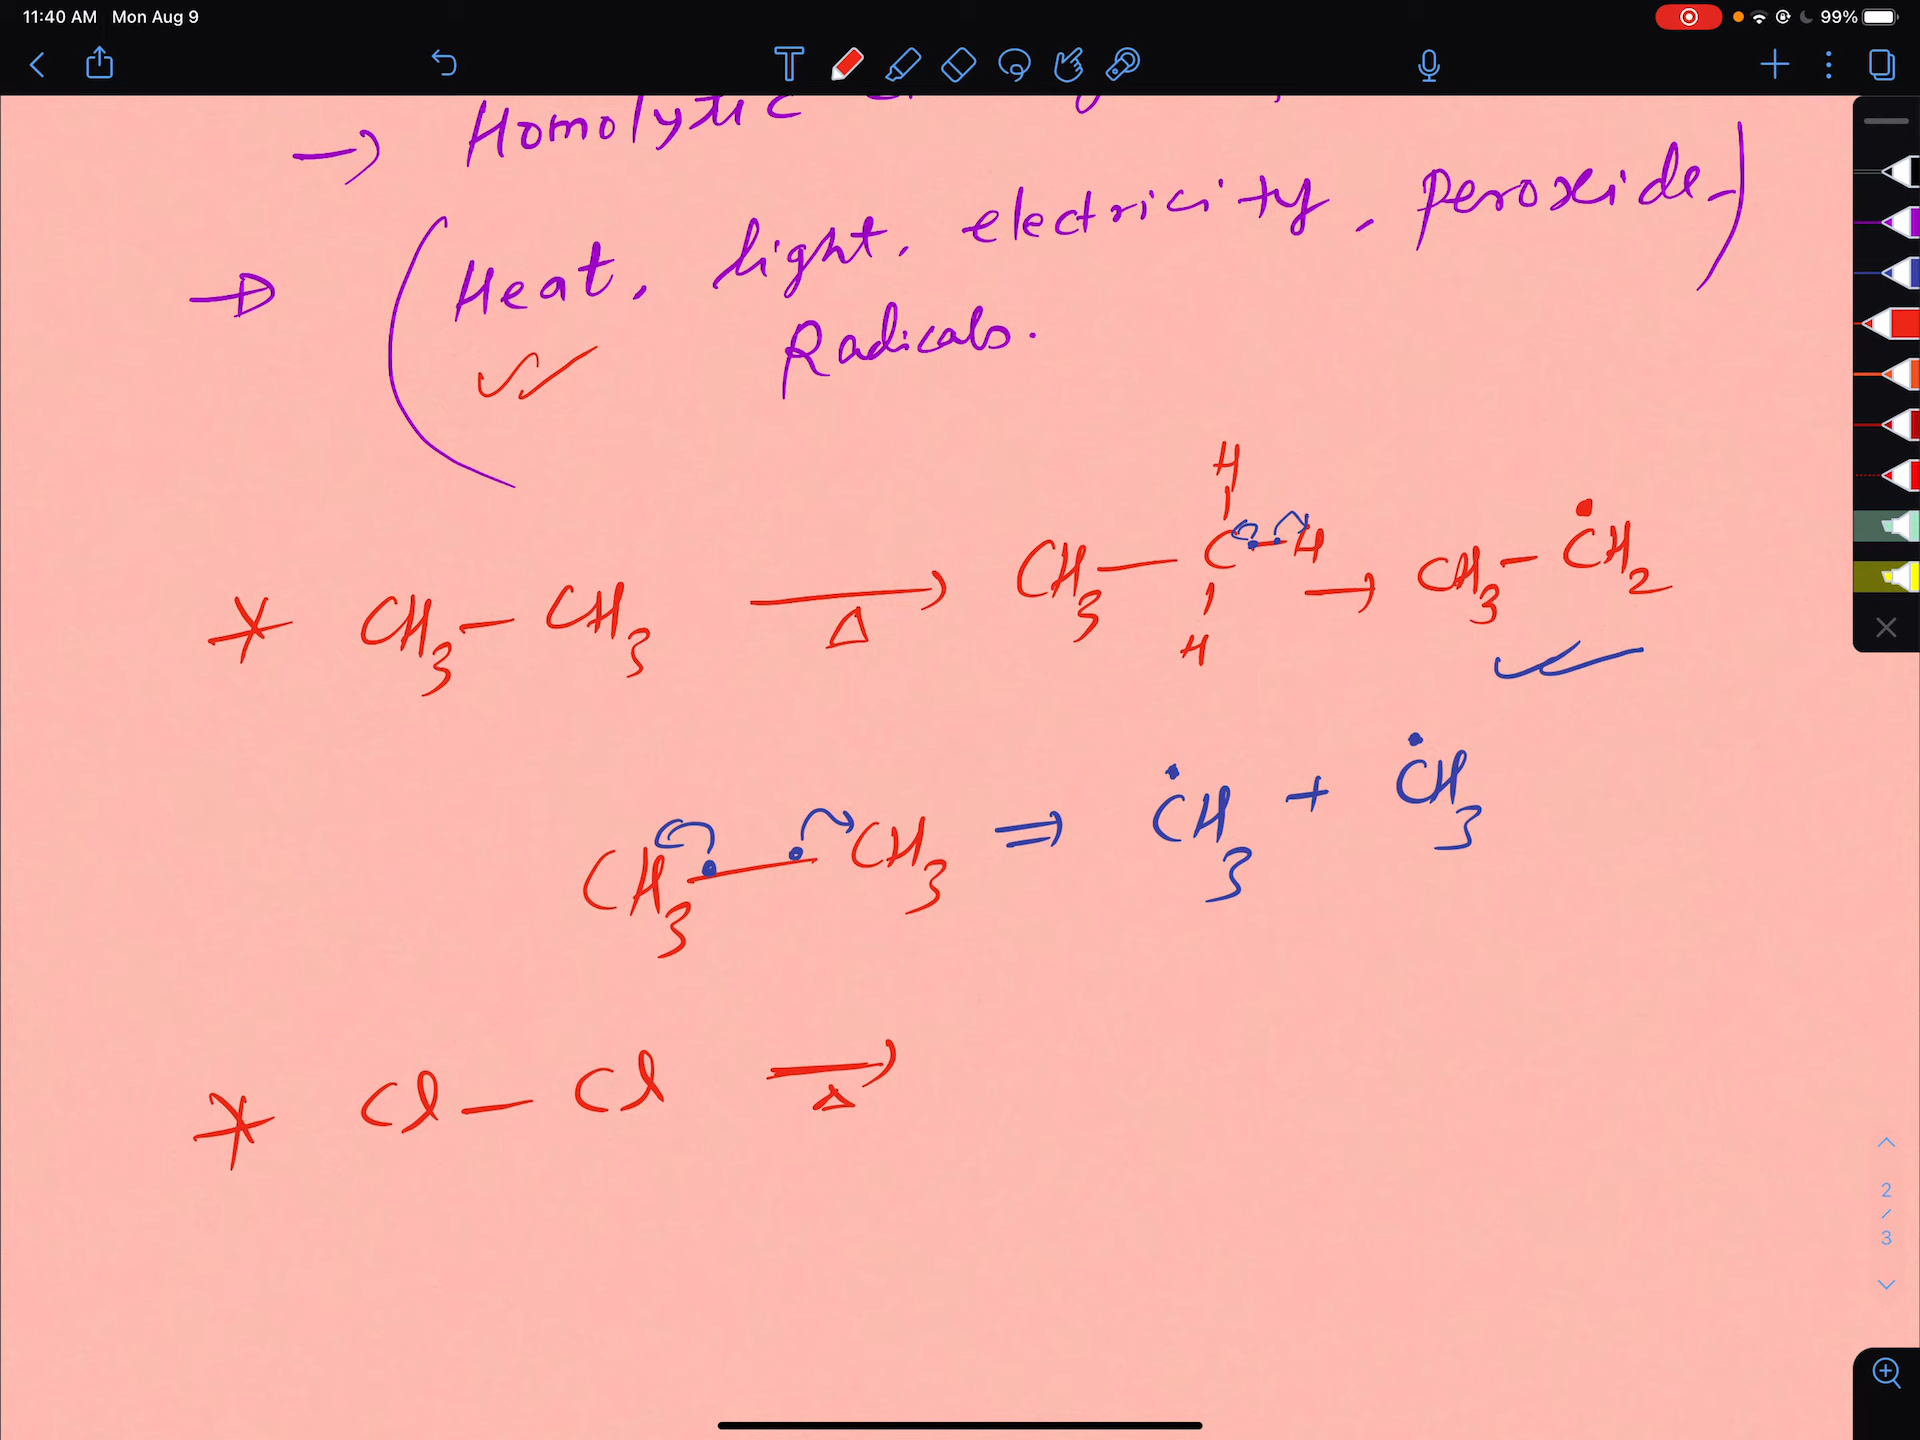 11:40 AM Mon Aug 9 99%
→ Homolytic
→ (Heat, light, electricity, peroxide)
Radicals.
H
* CH₃ — CH₃ →Δ CH₃ — C — H → CH₃ — ĊH₂
H
CH₃ — CH₃ ⇒ ĊH₃ + ĊH₃
* Cl — Cl →Δ
2
/
3